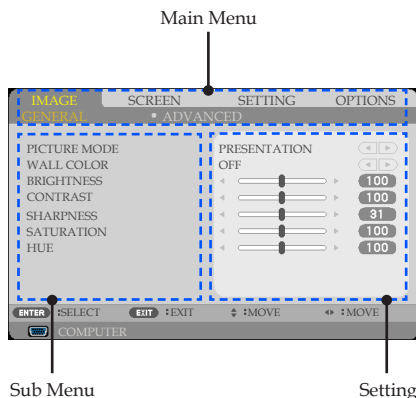 Main Menu
IMAGE SCREEN SETTING OPTIONS
GENERAL • ADVANCED
PICTURE MODE PRESENTATION
WALL COLOR OFF
BRIGHTNESS 100
CONTRAST 100
SHARPNESS 31
SATURATION 100
HUE 100
ENTER :SELECT EXIT :EXIT :MOVE :MOVE
COMPUTER
Sub Menu Setting